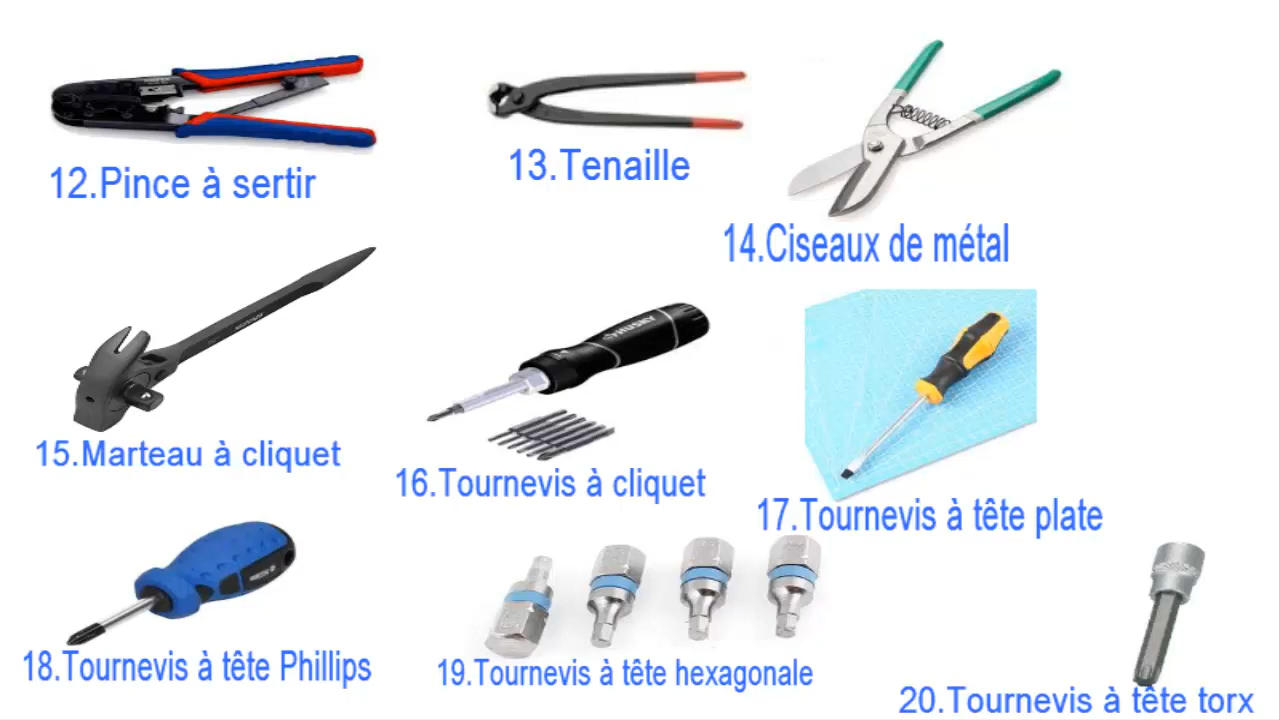 12.Pince à sertir
13.Tenaille
14.Ciseaux de métal
15.Marteau à cliquet
HUSKY
16.Tournevis à cliquet
17.Tournevis à tête plate
18.Tournevis à tête Phillips
19.Tournevis à tête hexagonale
20.Tournevis à tête torx